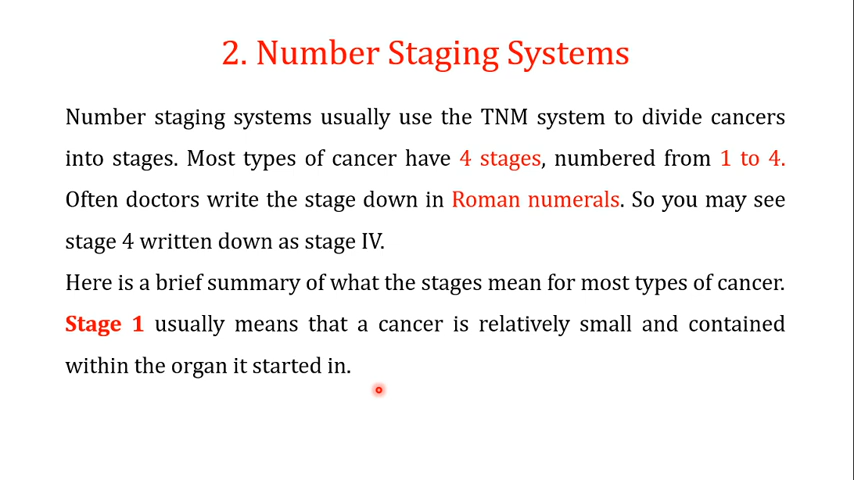 2. Number Staging Systems
Number staging systems usually use the TNM system to divide cancers
into stages. Most types of cancer have 4 stages, numbered from 1 to 4.
Often doctors write the stage down in Roman numerals. So you may see
stage 4 written down as stage IV.
Here is a brief summary of what the stages mean for most types of cancer.
Stage 1 usually means that a cancer is relatively small and contained
within the organ it started in.